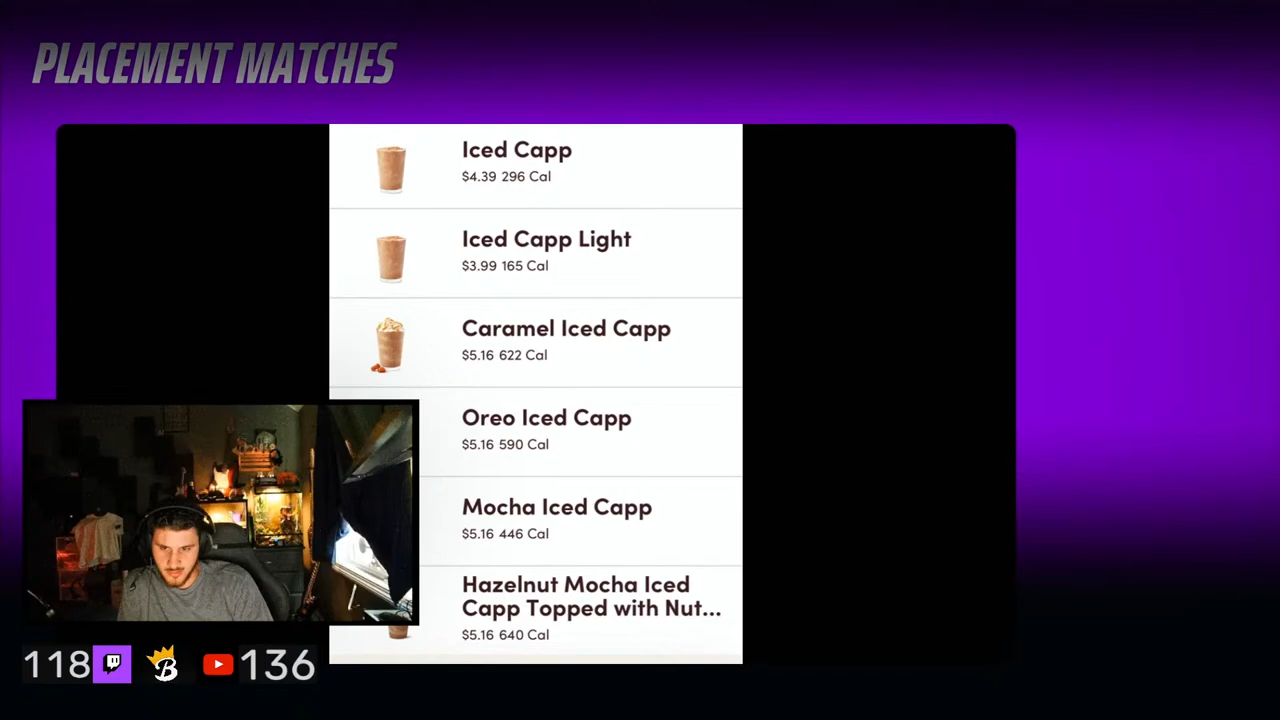 PLACEMENT MATCHES
Iced Capp
$4.39 296 Cal
Iced Capp Light
$3.99 165 Cal
Caramel Iced Capp
$5.16 622 Cal
Oreo Iced Capp
$5.16 590 Cal
Mocha Iced Capp
$5.16 446 Cal
Hazelnut Mocha Iced
Capp Topped with Nut...
$5.16 640 Cal
118 B 136